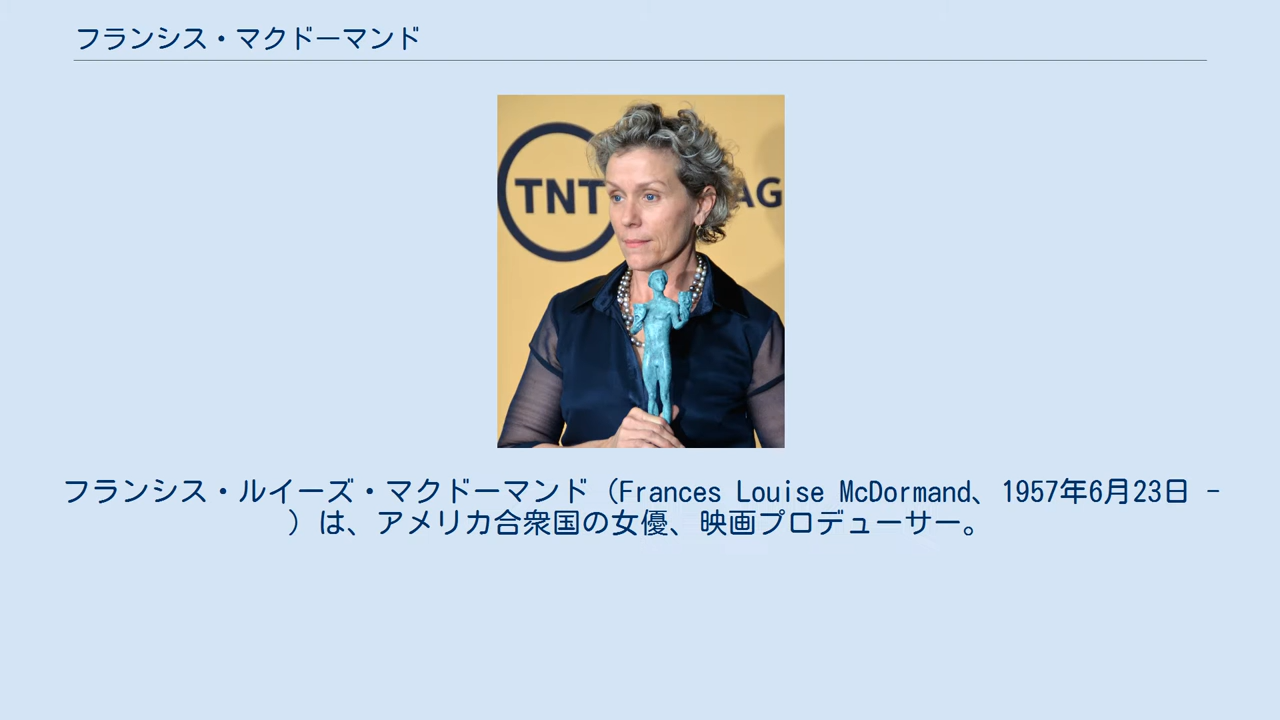 フランシス・マクドーマンド
TNT
AG
フランシス・ルイーズ・マクドーマンド（Frances Louise McDormand、1957年6月23日 -
）は、アメリカ合衆国の女優、映画プロデューサー。